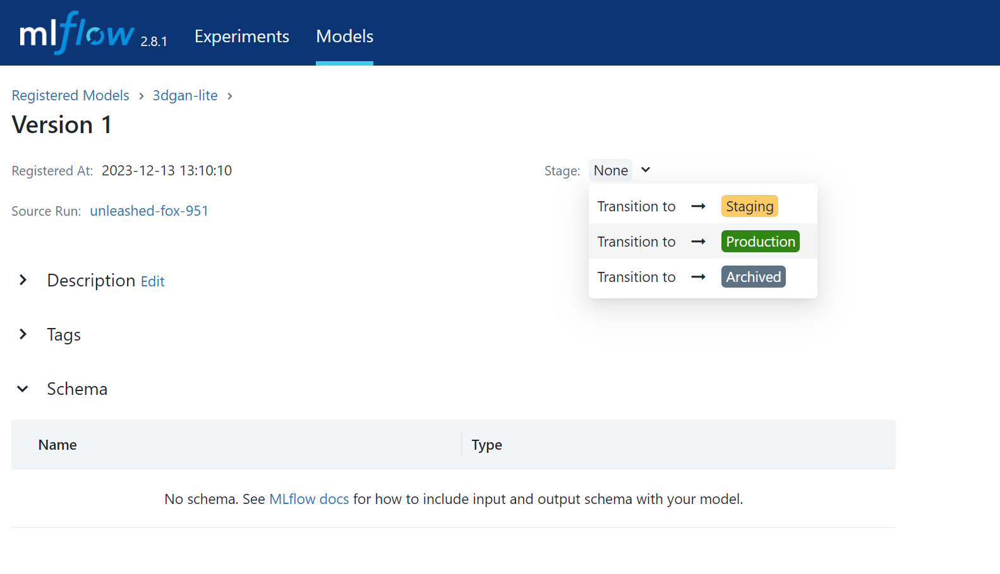 mlflow 2.8.1 Experiments Models
Registered Models > 3dgan-lite >
Version 1
Registered At: 2023-12-13 13:10:10
Stage: None
Transition to → Staging
Source Run: unleashed-fox-951
Transition to → Production
Transition to → Archived
Description Edit
Tags
Schema
Name Type
No schema. See MLflow docs for how to include input and output schema with your model.